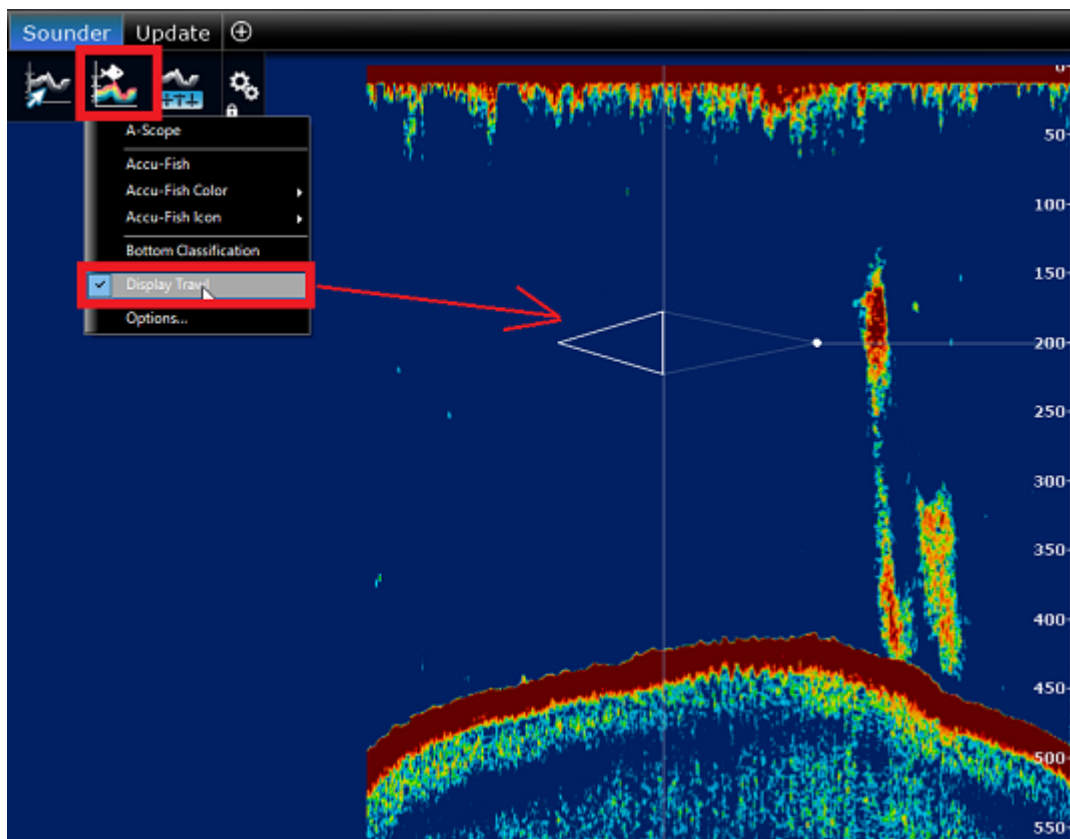 Sounder Update
A-Scope
Accu-Fish
Accu-Fish Color
Accu-Fish Icon
Bottom Classification
Display Trawl
Options...
0
50
100
150
200
250
300
350
400
450
500
550